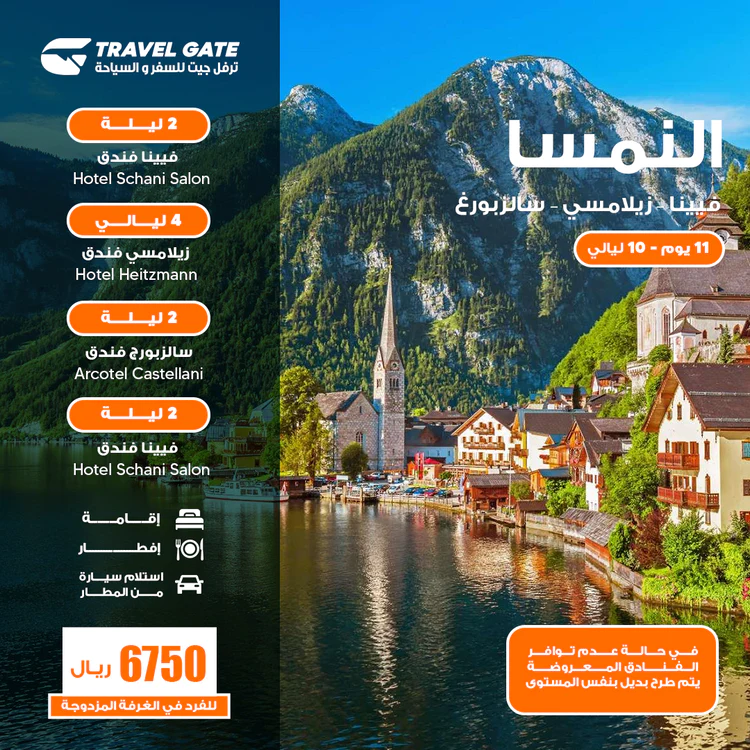 TRAVEL GATE
ترفل جيت للسفر و السياحة
النمسا
فيينا - زيلامسي - سالزبورغ
11 يوم - 10 ليالي
2 ليلة
فيينا فندق
Hotel Schani Salon
4 ليالي
زيلامسي فندق
Hotel Heitzmann
2 ليلة
سالزبورج فندق
Arcotel Castellani
2 ليلة
فيينا فندق
Hotel Schani Salon
إقامة
إفطار
استلام سيارة
من المطار
6750 ريال
للفرد في الغرفة المزدوجة
في حالة عدم توافر
الفنادق المعروضة
يتم طرح بديل بنفس المستوى